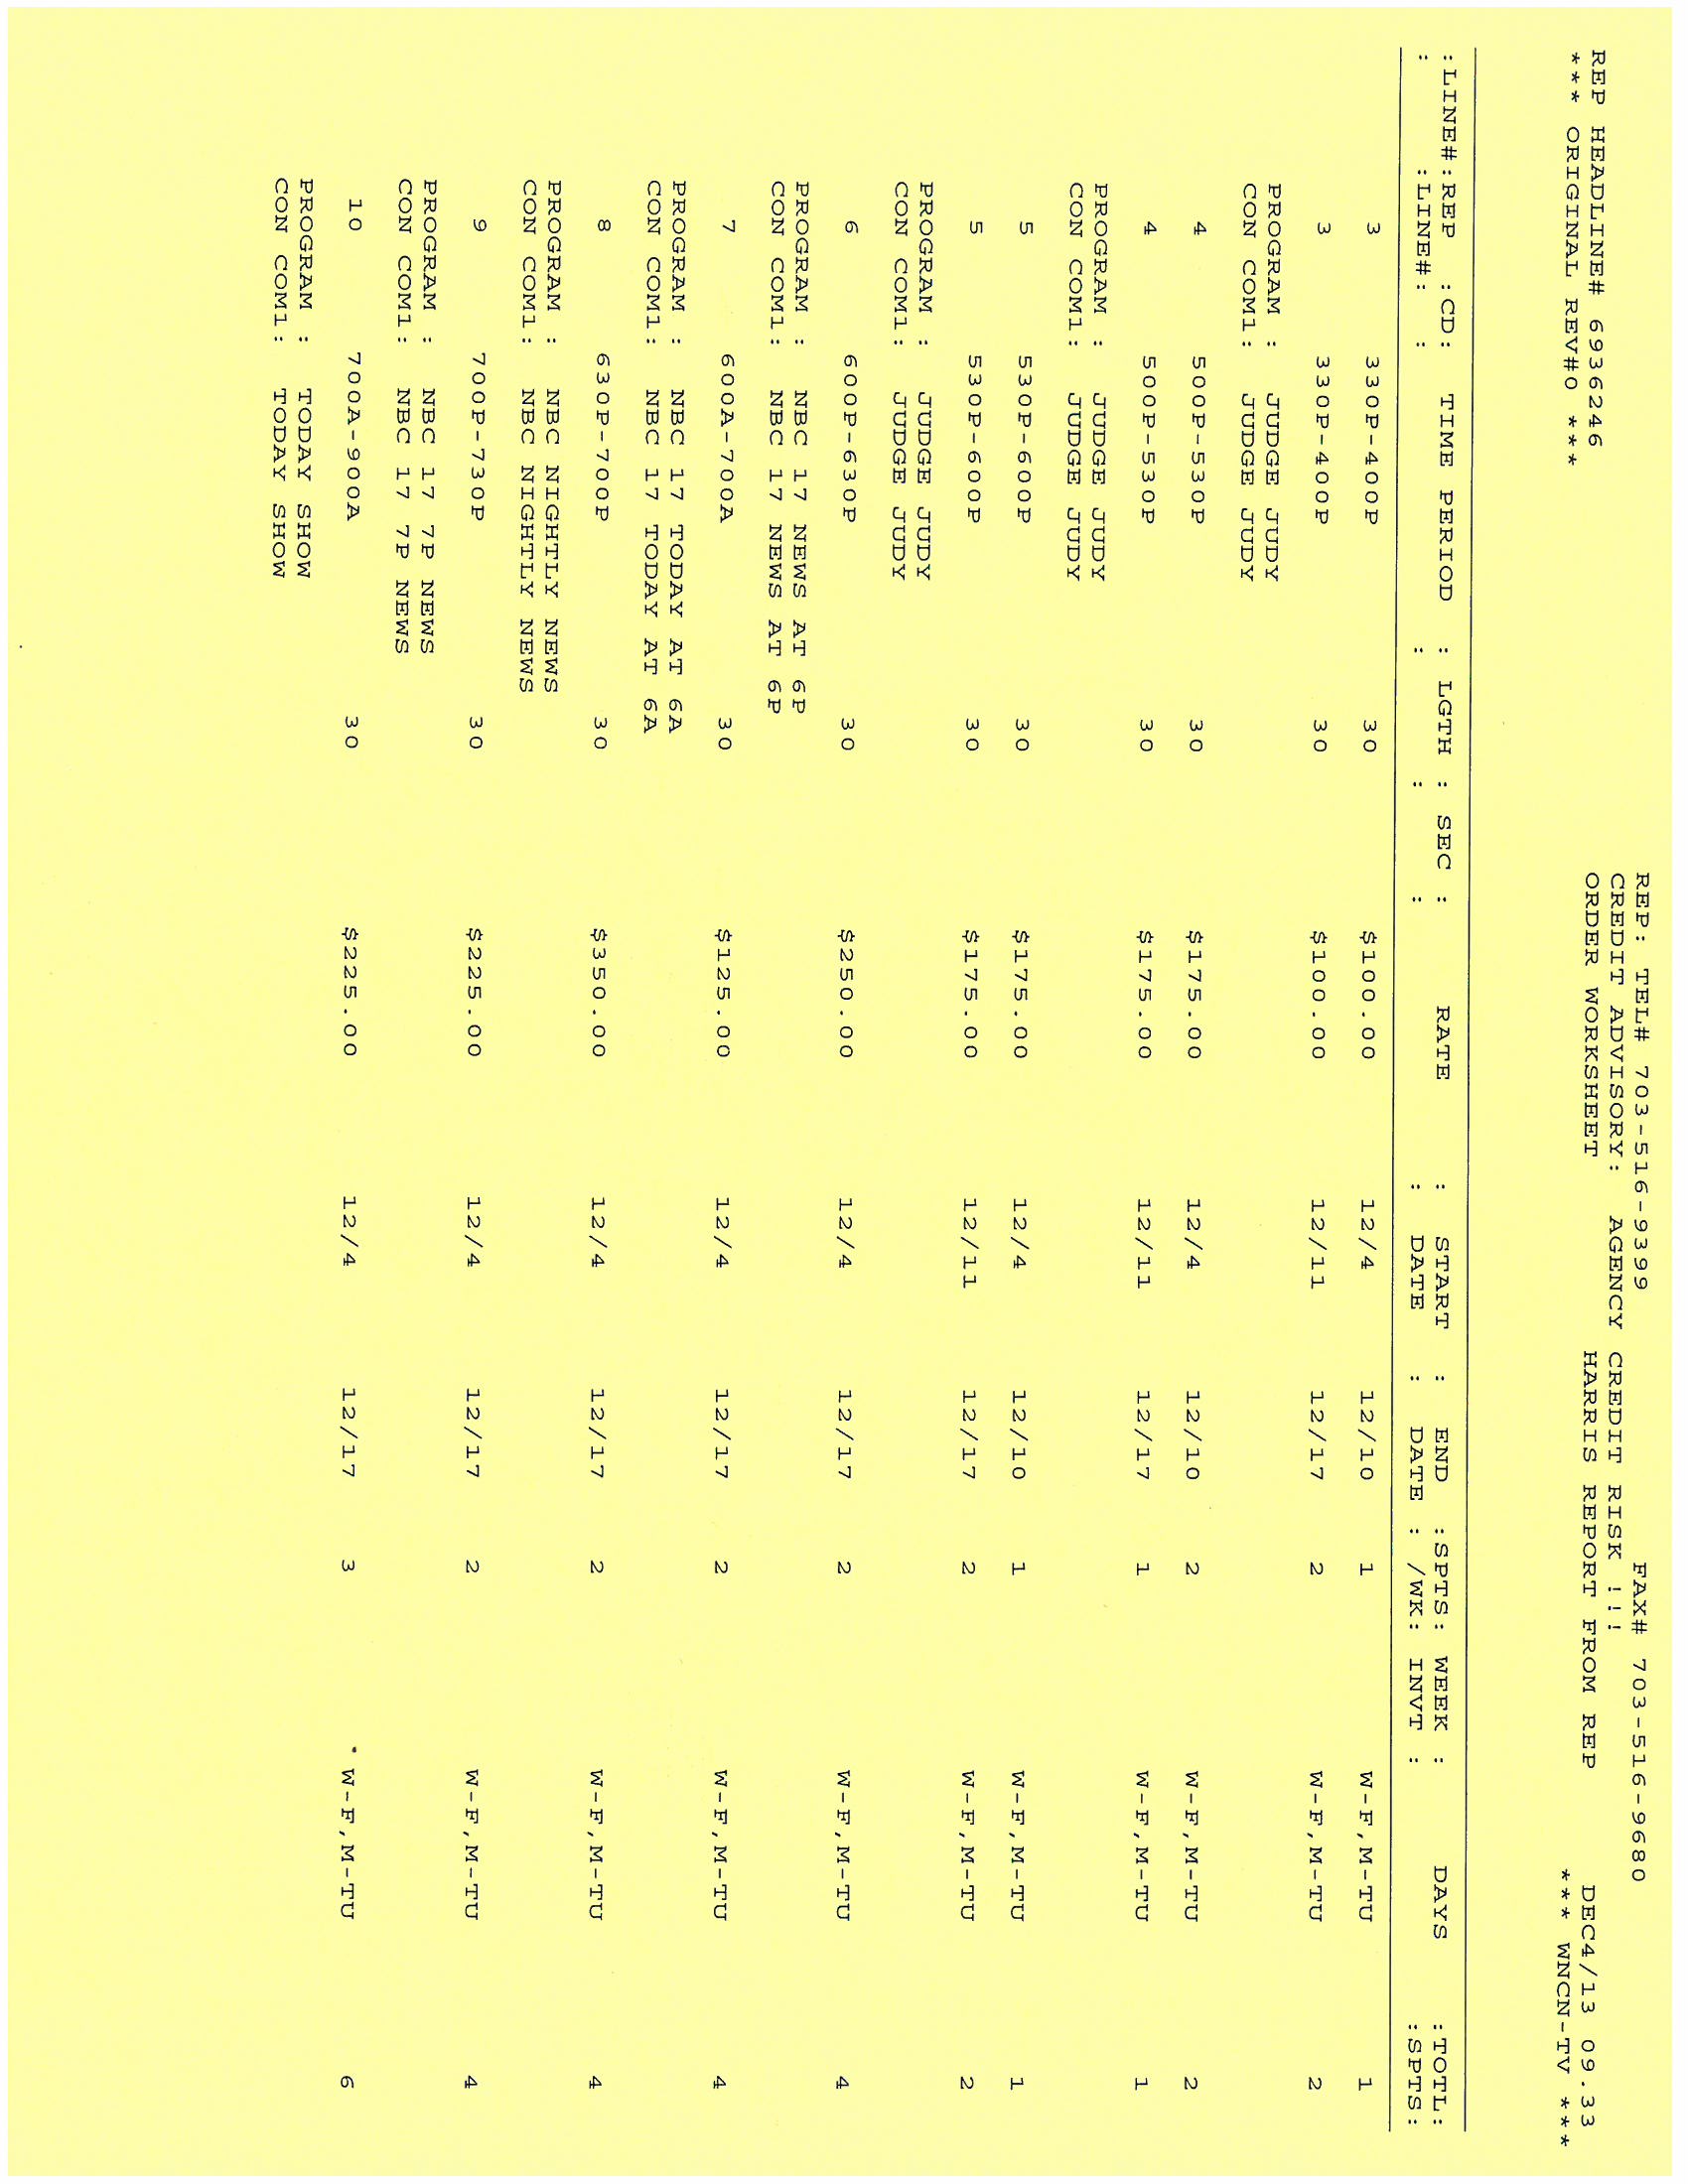 REP: TEL# 703-516-9399 FAX# 703-516-9680
CREDIT ADVISORY: AGENCY CREDIT RISK !!!
REP HEADLINE# 6936246 ORDER WORKSHEET HARRIS REPORT FROM REP DEC4/13 09.33
*** ORIGINAL REV#0 *** *** WNCN-TV ***
:LINE#:REP :CD: TIME PERIOD : LGTH : SEC : RATE : START : END :SPTS: WEEK : DAYS :TOTL:
: :LINE#: : : : : : DATE : DATE : /WK: INVT : :SPTS:
3 330P-400P 30 $100.00 12/4 12/10 1 W-F,M-TU 1
3 330P-400P 30 $100.00 12/11 12/17 2 W-F,M-TU 2
PROGRAM : JUDGE JUDY
CON COM1: JUDGE JUDY
4 500P-530P 30 $175.00 12/4 12/10 2 W-F,M-TU 2
4 500P-530P 30 $175.00 12/11 12/17 1 W-F,M-TU 1
PROGRAM : JUDGE JUDY
CON COM1: JUDGE JUDY
5 530P-600P 30 $175.00 12/4 12/10 1 W-F,M-TU 1
5 530P-600P 30 $175.00 12/11 12/17 2 W-F,M-TU 2
PROGRAM : JUDGE JUDY
CON COM1: JUDGE JUDY
6 600P-630P 30 $250.00 12/4 12/17 2 W-F,M-TU 4
PROGRAM : NBC 17 NEWS AT 6P
CON COM1: NBC 17 NEWS AT 6P
7 600A-700A 30 $125.00 12/4 12/17 2 W-F,M-TU 4
PROGRAM : NBC 17 TODAY AT 6A
CON COM1: NBC 17 TODAY AT 6A
8 630P-700P 30 $350.00 12/4 12/17 2 W-F,M-TU 4
PROGRAM : NBC NIGHTLY NEWS
CON COM1: NBC NIGHTLY NEWS
9 700P-730P 30 $225.00 12/4 12/17 2 W-F,M-TU 4
PROGRAM : NBC 17 7P NEWS
CON COM1: NBC 17 7P NEWS
10 700A-900A 30 $225.00 12/4 12/17 3 W-F,M-TU 6
PROGRAM : TODAY SHOW
CON COM1: TODAY SHOW